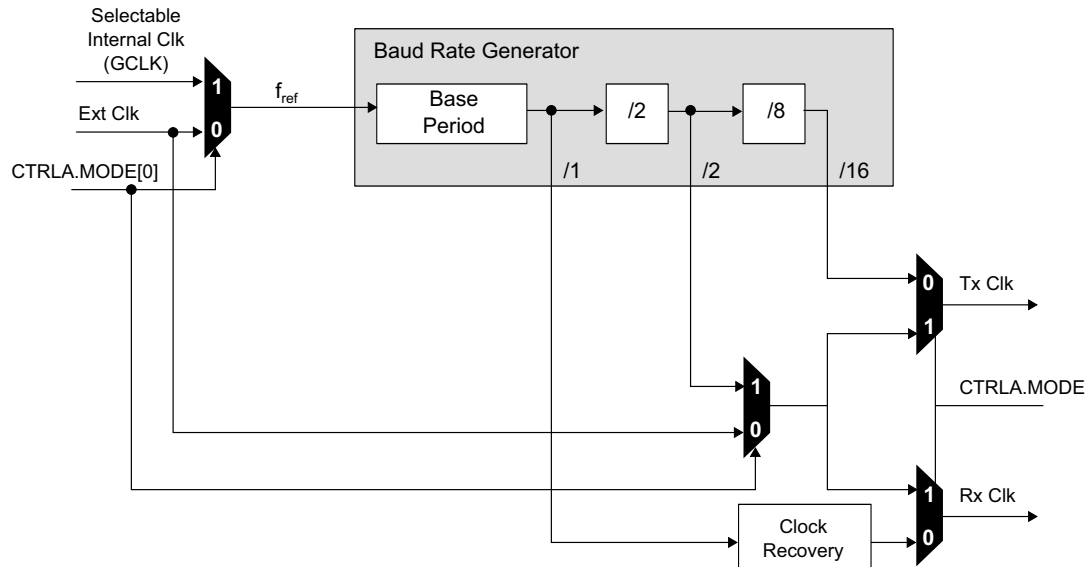 Selectable
Internal Clk
(GCLK)
Ext Clk
CTRLA.MODE[0]
1
0
fref
Baud Rate Generator
Base
Period
/2
/8
/1
/2
/16
0
1
Tx Clk
1
0
CTRLA.MODE
1
0
Rx Clk
Clock
Recovery